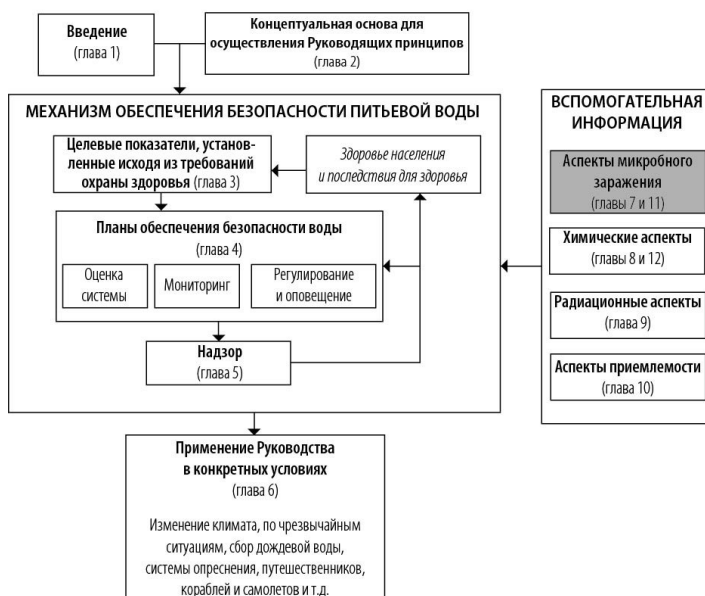 Введение
(глава 1)
Концептуальная основа для
осуществления Руководящих принципов
(глава 2)
МЕХАНИЗМ ОБЕСПЕЧЕНИЯ БЕЗОПАСНОСТИ ПИТЬЕВОЙ ВОДЫ
Целевые показатели, установ-
ленные исходя из требований
охраны здоровья (глава 3)
Здоровье населения
и последствия для здоровья
Планы обеспечения безопасности воды
(глава 4)
Оценка
системы
Мониторинг
Регулирование
и оповещение
Надзор
(глава 5)
ВСПОМОГАТЕЛЬНАЯ
ИНФОРМАЦИЯ
Аспекты микробного
заражения
(главы 7 и 11)
Химические аспекты
(главы 8 и 12)
Радиационные аспекты
(глава 9)
Аспекты приемлемости
(глава 10)
Применение Руководства
в конкретных условиях
(глава 6)
Изменение климата, по чрезвычайным
ситуациям, сбор дождевой воды,
системы опреснения, путешественников,
кораблей и самолетов и т.д.